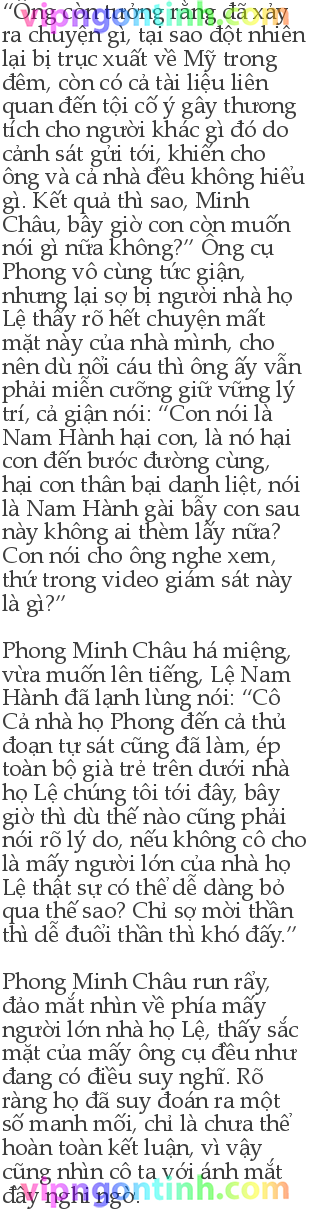 vipngontinh.com
“Ông còn tưởng rằng đã xảy
ra chuyện gì, tại sao đột nhiên
lại bị trục xuất về Mỹ trong
đêm, còn có cả tài liệu liên
quan đến tội cố ý gây thương
tích cho người khác gì đó do
cảnh sát gửi tới, khiến cho
ông và cả nhà đều không hiểu
gì. Kết quả thì sao, Minh
Châu, bây giờ con còn muốn
nói gì nữa không?” Ông cụ
Phong vô cùng tức giận,
nhưng lại sợ bị người nhà họ
Lệ thấy rõ hết chuyện mất
mặt này của nhà mình, cho
nên dù nổi cáu thì ông ấy vẫn
phải miễn cưỡng giữ vững lý
trí, cả giận nói: “Con nói là
Nam Hành hại con, là nó hại
con đến bước đường cùng,
hại con thân bại danh liệt, nói
là Nam Hành gài bẫy con sau
này không ai thèm lấy nữa?
Con nói cho ông nghe xem,
thứ trong video giám sát này
là gì?”
Phong Minh Châu há miệng,
vừa muốn lên tiếng, Lệ Nam
Hành đã lạnh lùng nói: “Cô
Cả nhà họ Phong đến cả thủ
đoạn tự sát cũng đã làm, ép
toàn bộ già trẻ trên dưới nhà
họ Lệ chúng tôi tới đây, bây
giờ thì dù thế nào cũng phải
nói rõ lý do, nếu không cô cho
là mấy người lớn của nhà họ
Lệ thật sự có thể dễ dàng bỏ
qua thế sao? Chỉ sợ mời thần
thì dễ đuổi thần thì khó đấy.”
Phong Minh Châu run rẩy,
đảo mắt nhìn về phía mấy
người lớn nhà họ Lệ, thấy sắc
mặt của mấy ông cụ đều như
đang có điều suy nghĩ. Rõ
ràng họ đã suy đoán ra một
số manh mối, chỉ là chưa thể
hoàn toàn kết luận, vì vậy
cũng nhìn cô ta với ánh mắt
đầy nghi ngờ.
vipngontinh.com